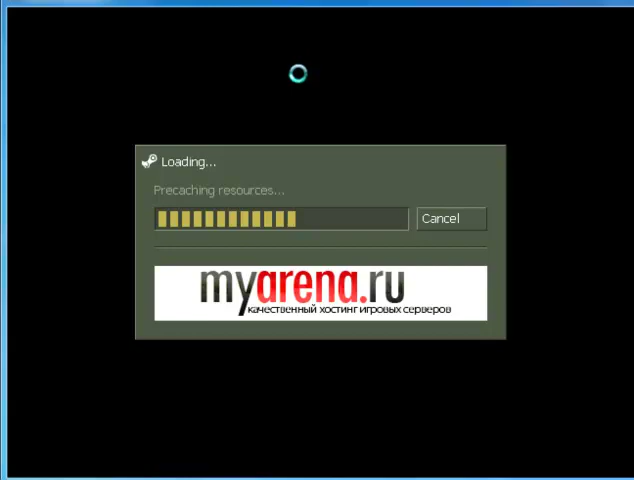 Loading...
Precaching resources...
Cancel
myarena.ru
качественный хостинг игровых серверов